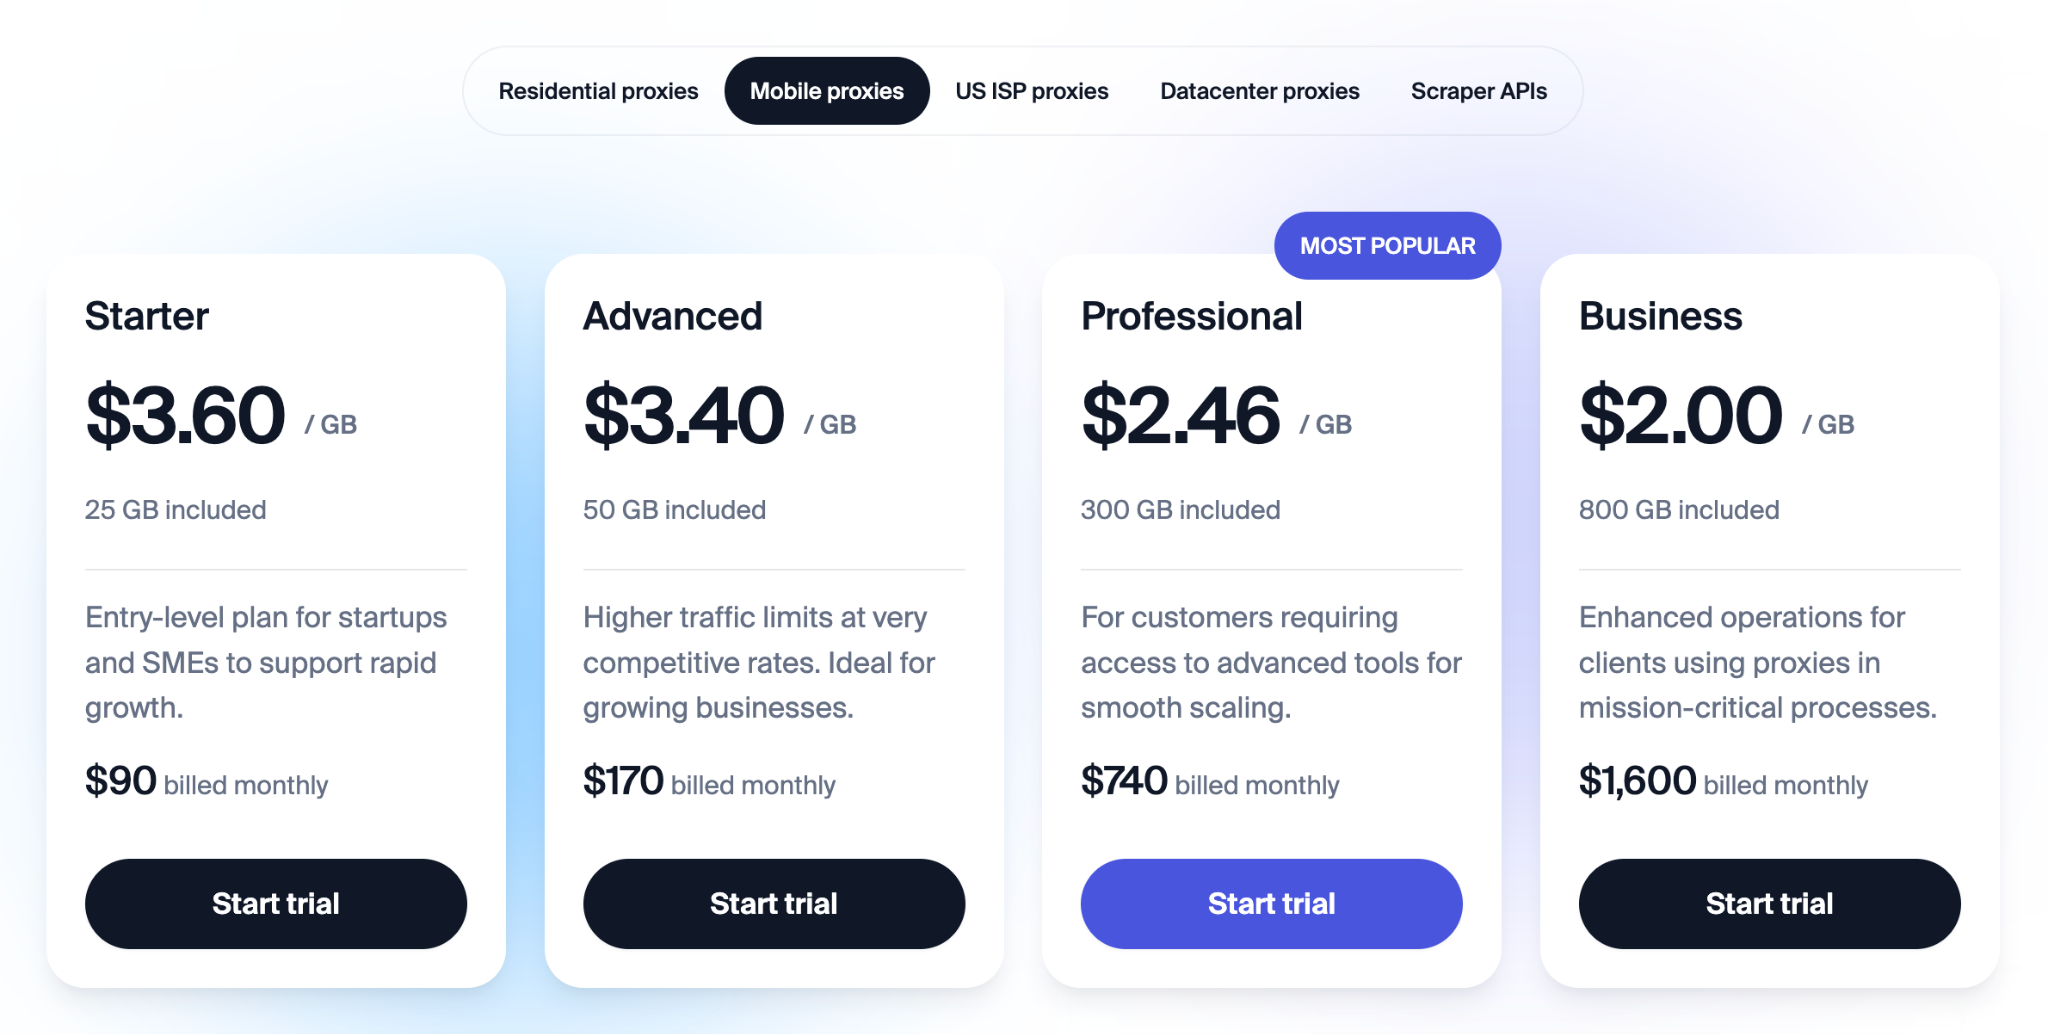 Residential proxies
Mobile proxies
US ISP proxies
Datacenter proxies
Scraper APIs
Starter
$3.60 / GB
25 GB included
Entry-level plan for startups
and SMEs to support rapid
growth.
$90 billed monthly
Start trial
Advanced
$3.40 / GB
50 GB included
Higher traffic limits at very
competitive rates. Ideal for
growing businesses.
$170 billed monthly
Start trial
MOST POPULAR
Professional
$2.46 / GB
300 GB included
For customers requiring
access to advanced tools for
smooth scaling.
$740 billed monthly
Start trial
Business
$2.00 / GB
800 GB included
Enhanced operations for
clients using proxies in
mission-critical processes.
$1,600 billed monthly
Start trial